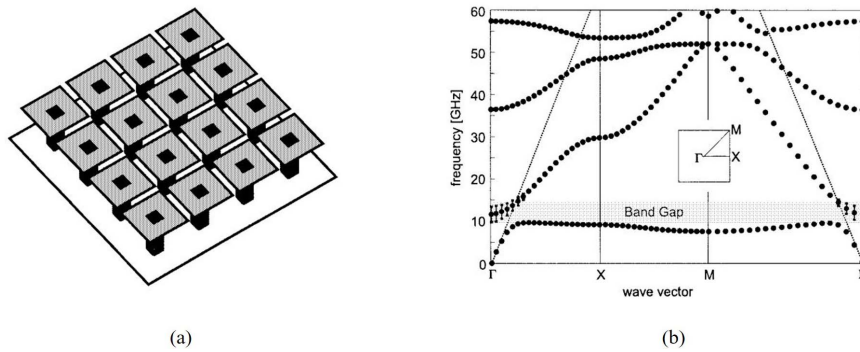 60
50
40
30
20
10
0
frequency [GHz]
M
Γ
X
Band Gap
Γ
X
M
wave vector
(a)
(b)